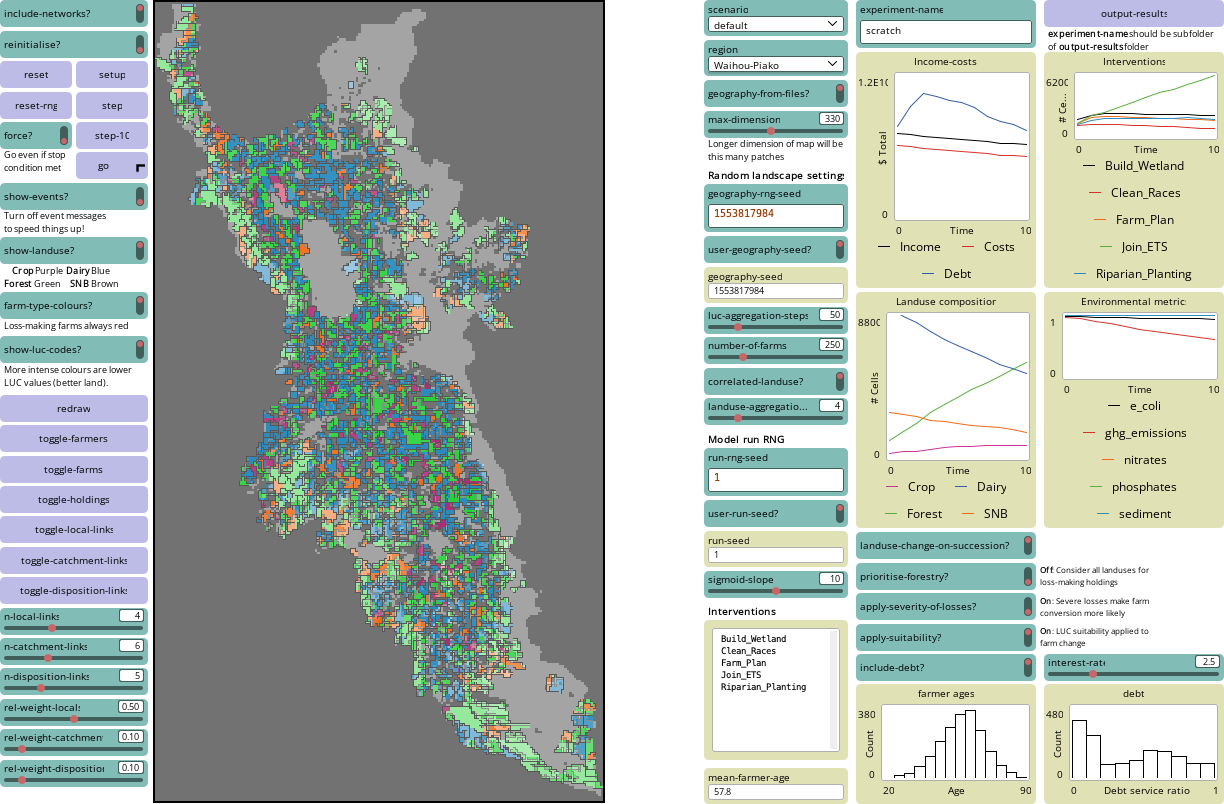 include-networks?
reinitialise?
reset
setup
reset-rng
step
force?
step-10
Go even if stop
condition met
go
show-events?
Turn off event messages
to speed things up!
show-landuse?
Crop Purple Dairy Blue
Forest Green SNB Brown
farm-type-colours?
Loss-making farms always red
show-luc-codes?
More intense colours are lower
LUC values (better land).
redraw
toggle-farmers
toggle-farms
toggle-holdings
toggle-local-links
toggle-catchment-links
toggle-disposition-links
n-local-links 4
n-catchment-links 6
n-disposition-links 5
rel-weight-locals 0.50
rel-weight-catchmen 0.10
rel-weight-disposition 0.10
scenario
default
region
Waihou-Piako
geography-from-files?
max-dimension 330
Longer dimension of map will be
this many patches
Random landscape settings
geography-rng-seed
1553817984
user-geography-seed?
geography-seed
1553817984
luc-aggregation-steps 50
number-of-farms 250
correlated-landuse?
landuse-aggregatio... 4
Model run RNG
run-rng-seed
1
user-run-seed?
run-seed
1
sigmoid-slope 10
Interventions
Build_Wetland
Clean_Races
Farm_Plan
Join_ETS
Riparian_Planting
mean-farmer-age
57.8
experiment-name
scratch
output-results
experiment-name should be subfolder
of output-results folder
Income-costs
1.2E10
$ Total
0
0 Time 10
Income Costs
Debt
Interventions
6200
# Ce...
0
0 Time 10
Build_Wetland
Clean_Races
Farm_Plan
Join_ETS
Riparian_Planting
Landuse composition
8800
# Cells
0
0 Time 10
Crop Dairy
Forest SNB
Environmental metric
1
0
0 Time 10
e_coli
ghg_emissions
nitrates
phosphates
sediment
landuse-change-on-succession?
prioritise-forestry?
Off: Consider all landuses for
loss-making holdings
apply-severity-of-losses?
On: Severe losses make farm
conversion more likely
apply-suitability?
On: LUC suitability applied to
farm change
include-debt?
interest-rate 2.5
farmer ages
380
Count
0
20 Age 90
debt
480
Count
0
0 Debt service ratio 1